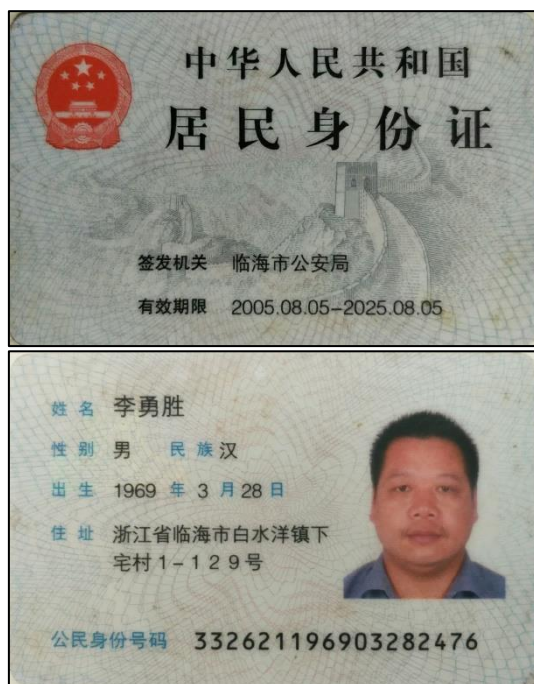 中华人民共和国
居民身份证
签发机关 临海市公安局
有效期限 2005.08.05-2025.08.05
姓名 李勇胜
性别 男 民族 汉
出生 1969 年 3 月 28 日
住址 浙江省临海市白水洋镇下
宅村1-129号
公民身份号码 332621196903282476